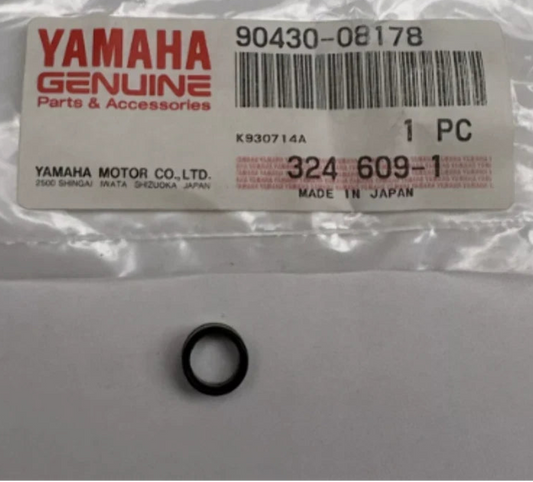 YAMAHA
GENUINE
Parts & Accessories
90430-08178
K930714A
1 PC
YAMAHA MOTOR CO.,LTD.
2500 SHINGAI IWATA SHIZUOKA JAPAN
324 609-1
MADE IN JAPAN